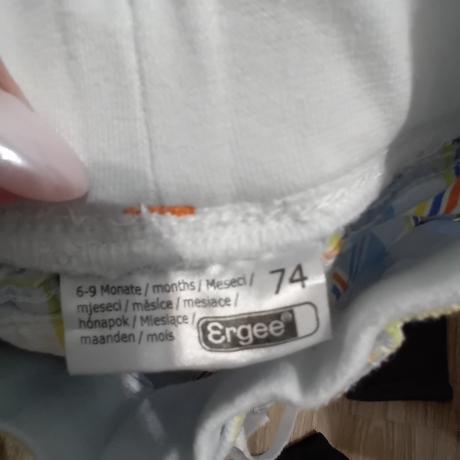 6-9 Monate / months / Meseci / 74
mjeseci / měsíce / mesiace /
hónapok / Miesiące /
maanden / mois
Ergee®